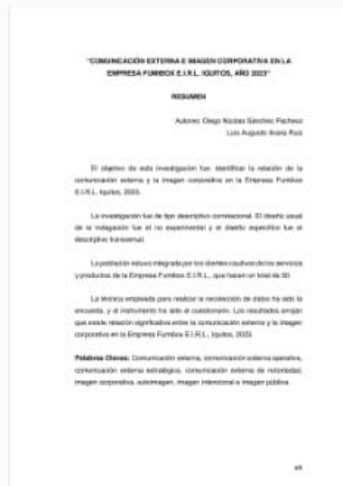 "COMUNICACIÓN EXTERNA E IMAGEN CORPORATIVA EN LA
EMPRESA FUMIBOX E.I.R.L. IQUITOS, AÑO 2023"
RESUMEN
Autores: Diego Nicolas Sánchez Pacheco
Luis Augusto Arana Ruiz
El objetivo de esta investigación fue: Identificar la relación de la
comunicación externa y la imagen corporativa en la Empresa Fumibox
E.I.R.L. Iquitos, 2023.
La investigación fue de tipo descriptivo correlacional. El diseño usual
de la indagación fue el no experimental y el diseño específico fue el
descriptivo transversal.
La población estuvo integrada por los clientes cautivos de los servicios
y productos de la Empresa Fumibox E.I.R.L., que hacen un total de 50.
La técnica empleada para realizar la recolección de datos ha sido la
encuesta, y el instrumento ha sido el cuestionario. Los resultados arrojan
que existe relación significativa entre la comunicación externa y la imagen
corporativa en la Empresa Fumibox E.I.R.L., Iquitos, 2023.
Palabras Claves: Comunicación externa, comunicación externa operativa,
comunicación externa estratégica, comunicación externa de notoriedad,
imagen corporativa, autoimagen, imagen intencional e imagen pública.